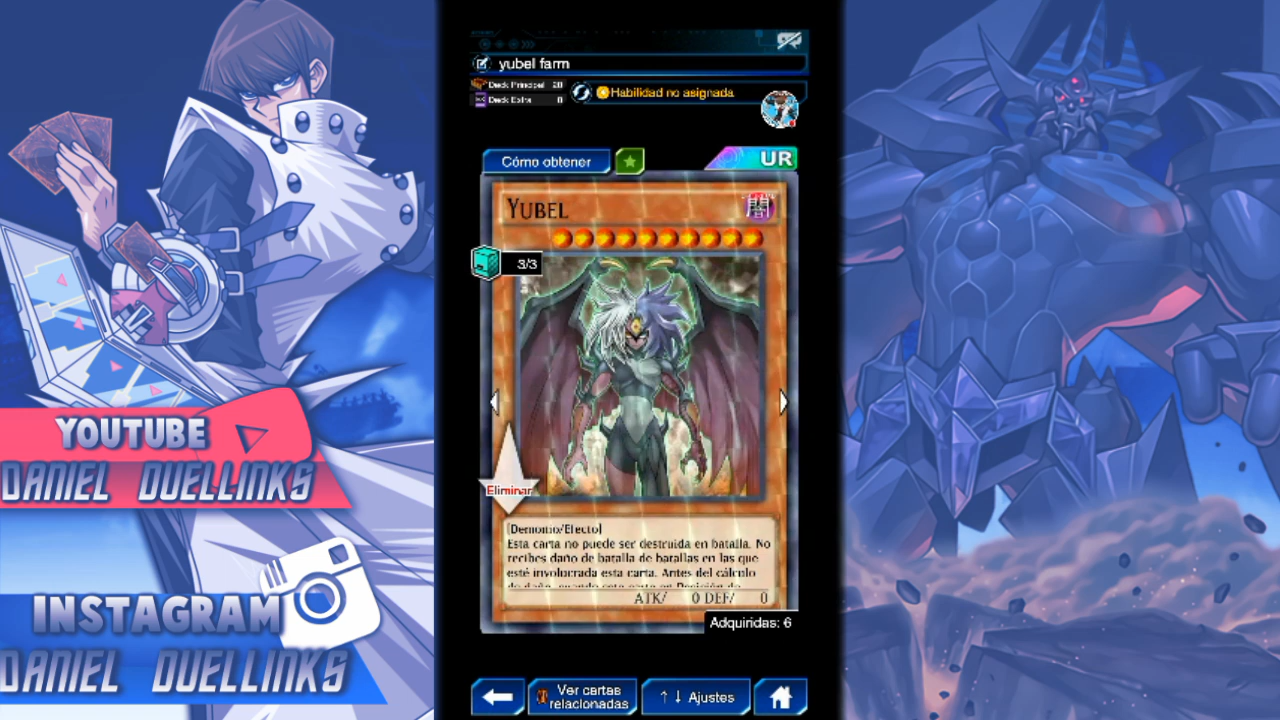 yubel farm
Deck Principal 20
Deck Extra 0
Habilidad no asignada
Cómo obtener
UR
YUBEL
3/3
Eliminar
[Demonio/Efecto]
Esta carta no puede ser destruida en batalla. No
recibes daño de batalla de batallas en las que
esté involucrada esta carta. Antes del cálculo
ATK/ 0 DEF/ 0
Adquiridas: 6
Ver cartas
relacionadas
↑↓ Ajustes
YOUTUBE
DANIEL DUELLINKS
INSTAGRAM
DANIEL DUELLINKS